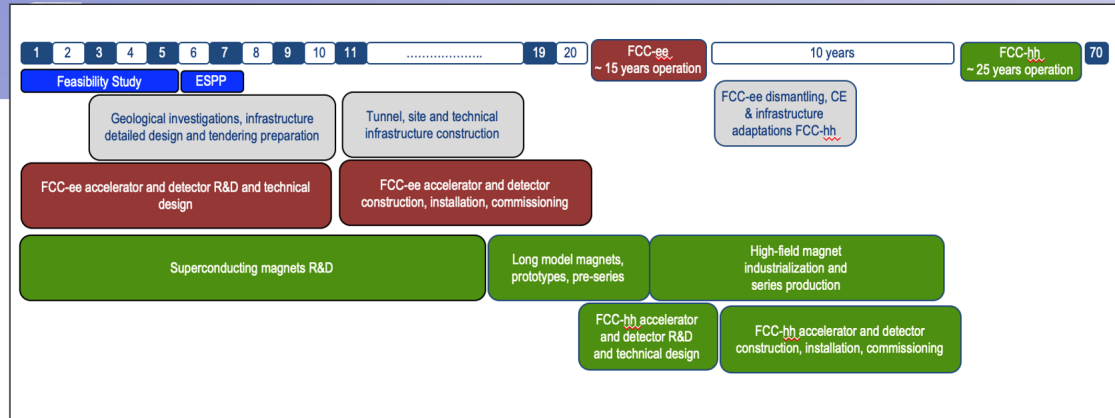 1 2 3 4 5 6 7 8 9 10 11 ..................... 19 20 FCC-ee
~ 15 years operation
10 years
FCC-hh
~ 25 years operation
70
Feasibility Study
ESPP
Geological investigations, infrastructure
detailed design and tendering preparation
Tunnel, site and technical
infrastructure construction
FCC-ee dismantling, CE
& infrastructure
adaptations FCC-hh
FCC-ee accelerator and detector R&D and technical
design
FCC-ee accelerator and detector
construction, installation, commissioning
Superconducting magnets R&D
Long model magnets,
prototypes, pre-series
High-field magnet
industrialization and
series production
FCC-hh accelerator
and detector R&D
and technical design
FCC-hh accelerator and detector
construction, installation, commissioning